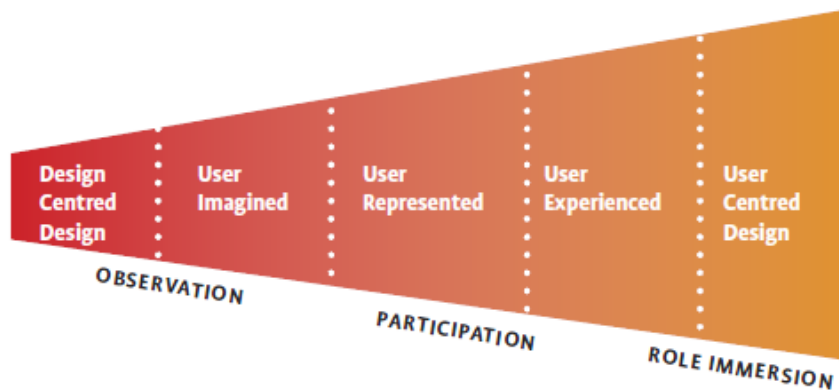 Design
Centred
Design
User
Imagined
User
Represented
User
Experienced
User
Centred
Design
OBSERVATION
PARTICIPATION
ROLE IMMERSION